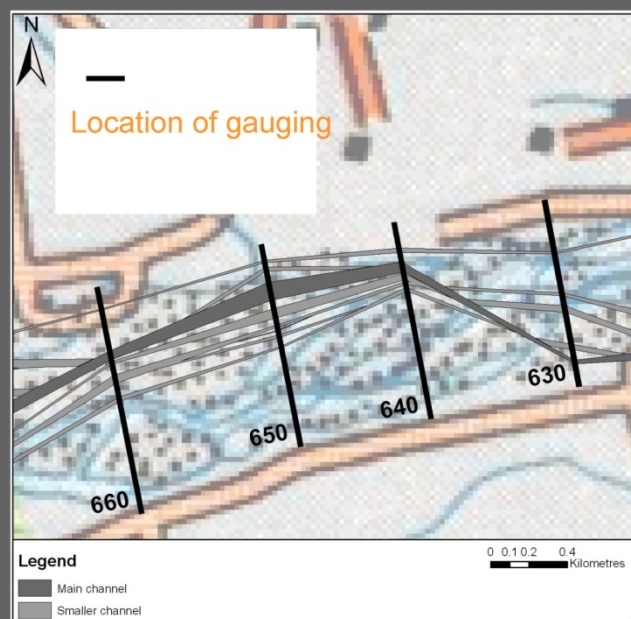 N
Location of gauging
630
640
650
660
Legend
Main channel
Smaller channel
0 0.1 0.2 0.4
Kilometres